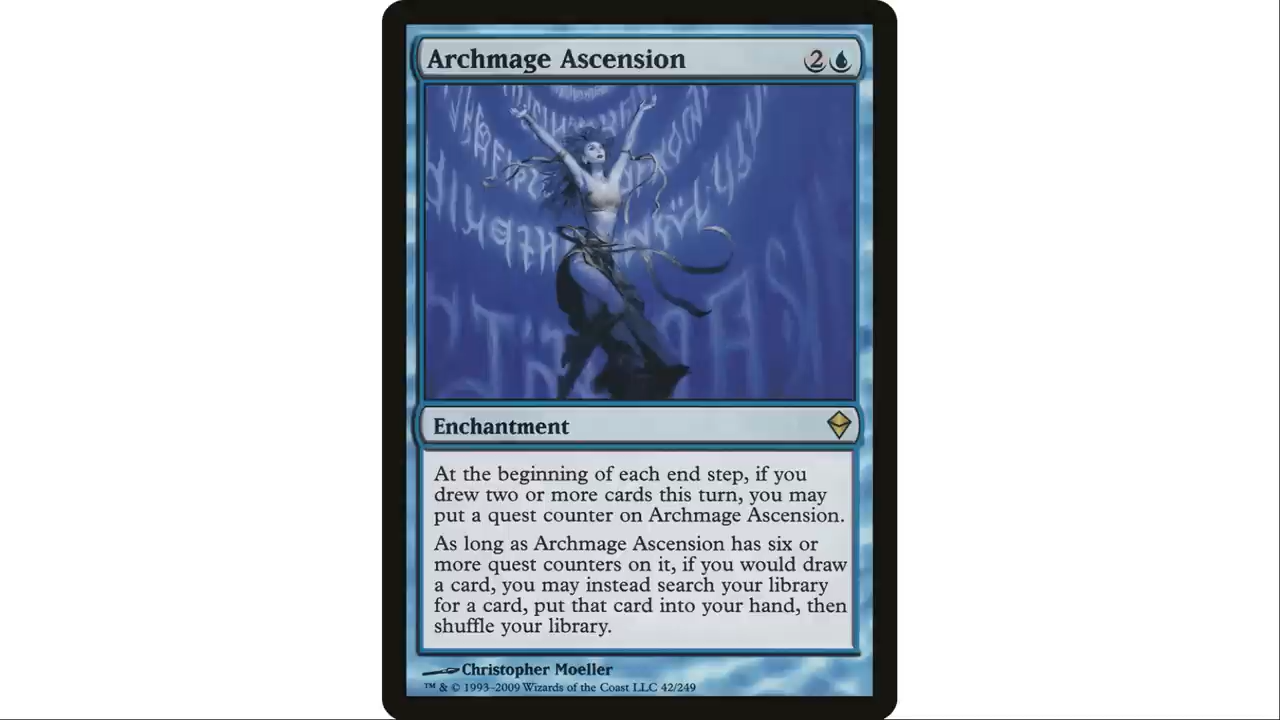 Archmage Ascension 2
Enchantment
At the beginning of each end step, if you
drew two or more cards this turn, you may
put a quest counter on Archmage Ascension.
As long as Archmage Ascension has six or
more quest counters on it, if you would draw
a card, you may instead search your library
for a card, put that card into your hand, then
shuffle your library.
Christopher Moeller
™ & © 1993–2009 Wizards of the Coast LLC 42/249